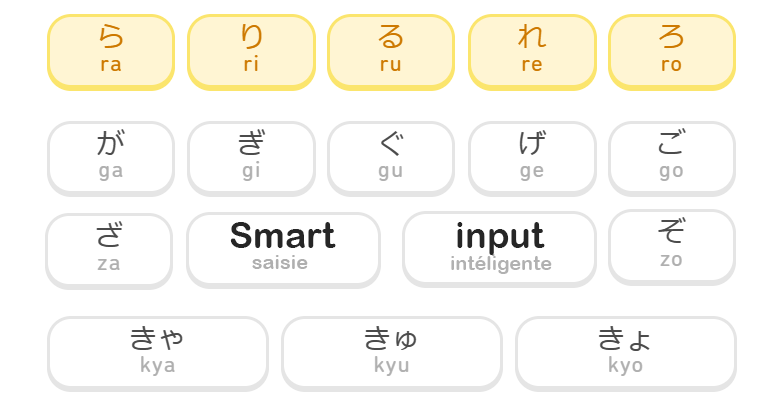 ら り る れ ろ
ra ri ru re ro
が ぎ ぐ げ ご
ga gi gu ge go
ざ Smart input ぞ
za saisie intéligente zo
きゃ きゅ きょ
kya kyu kyo